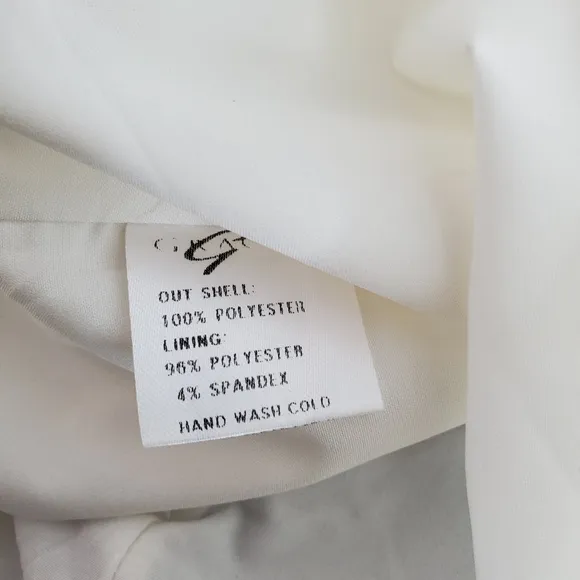 OUT SHELL:
100% POLYESTER
LINING:
96% POLYESTER
4% SPANDEX
HAND WASH COLD